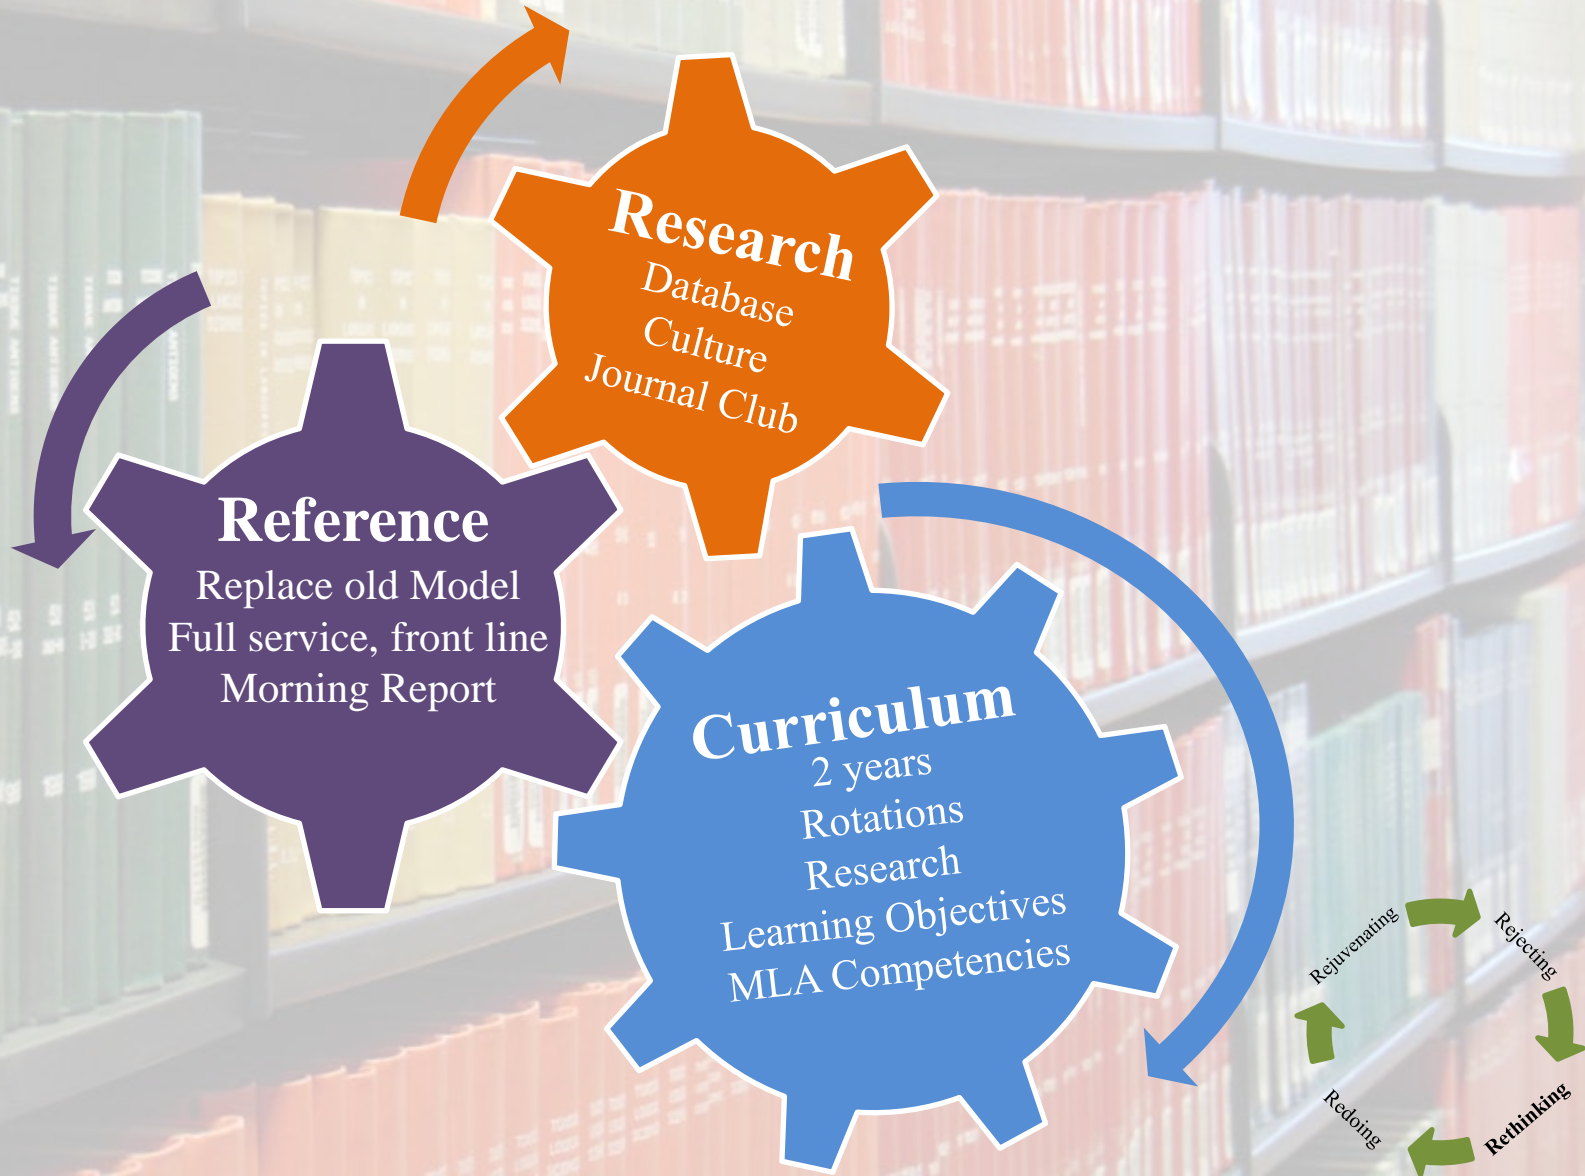 Research
Database
Culture
Journal Club
Reference
Replace old Model
Full service, front line
Morning Report
Curriculum
2 years
Rotations
Research
Learning Objectives
MLA Competencies
Rejuvenating
Rejecting
Rethinking
Redoing